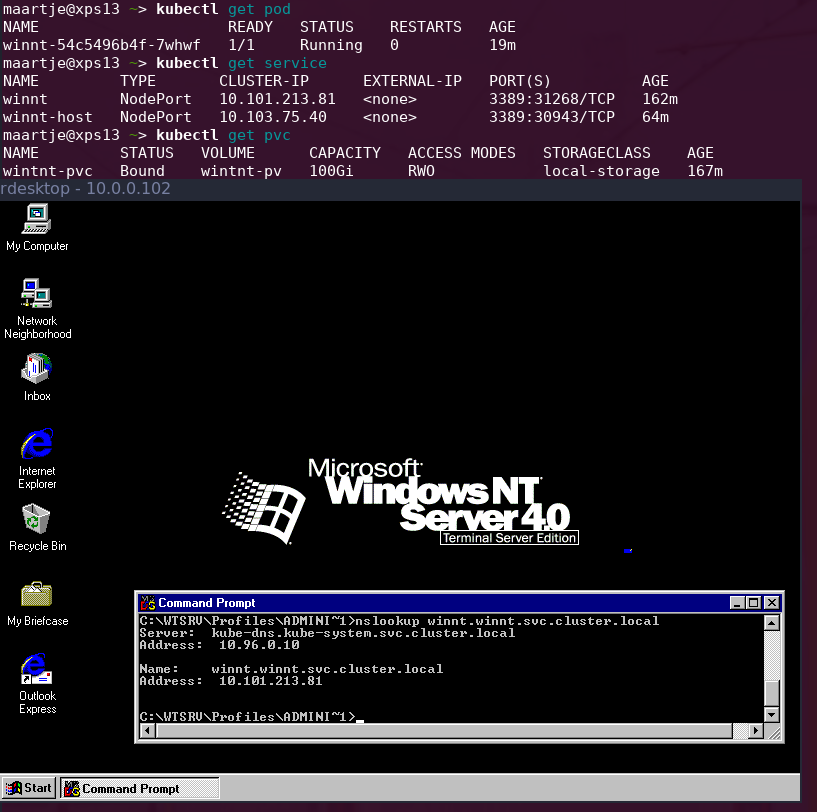 maartje@xps13 ~> kubectl get pod
NAME READY STATUS RESTARTS AGE
winnt-54c5496b4f-7whwf 1/1 Running 0 19m
maartje@xps13 ~> kubectl get service
NAME TYPE CLUSTER-IP EXTERNAL-IP PORT(S) AGE
winnt NodePort 10.101.213.81 <none> 3389:31268/TCP 162m
winnt-host NodePort 10.103.75.40 <none> 3389:30943/TCP 64m
maartje@xps13 ~> kubectl get pvc
NAME STATUS VOLUME CAPACITY ACCESS MODES STORAGECLASS AGE
wintnt-pvc Bound wintnt-pv 100Gi RWO local-storage 167m
rdesktop - 10.0.0.102
My Computer
Network
Neighborhood
Inbox
Internet
Explorer
Recycle Bin
My Briefcase
Outlook
Express
Microsoft
Windows NT
Server 4.0
Terminal Server Edition
Command Prompt
C:\WTSRV\Profiles\ADMINI~1>nslookup winnt.winnt.svc.cluster.local
Server: kube-dns.kube-system.svc.cluster.local
Address: 10.96.0.10
Name: winnt.winnt.svc.cluster.local
Address: 10.101.213.81
C:\WTSRV\Profiles\ADMINI~1>
Start Command Prompt